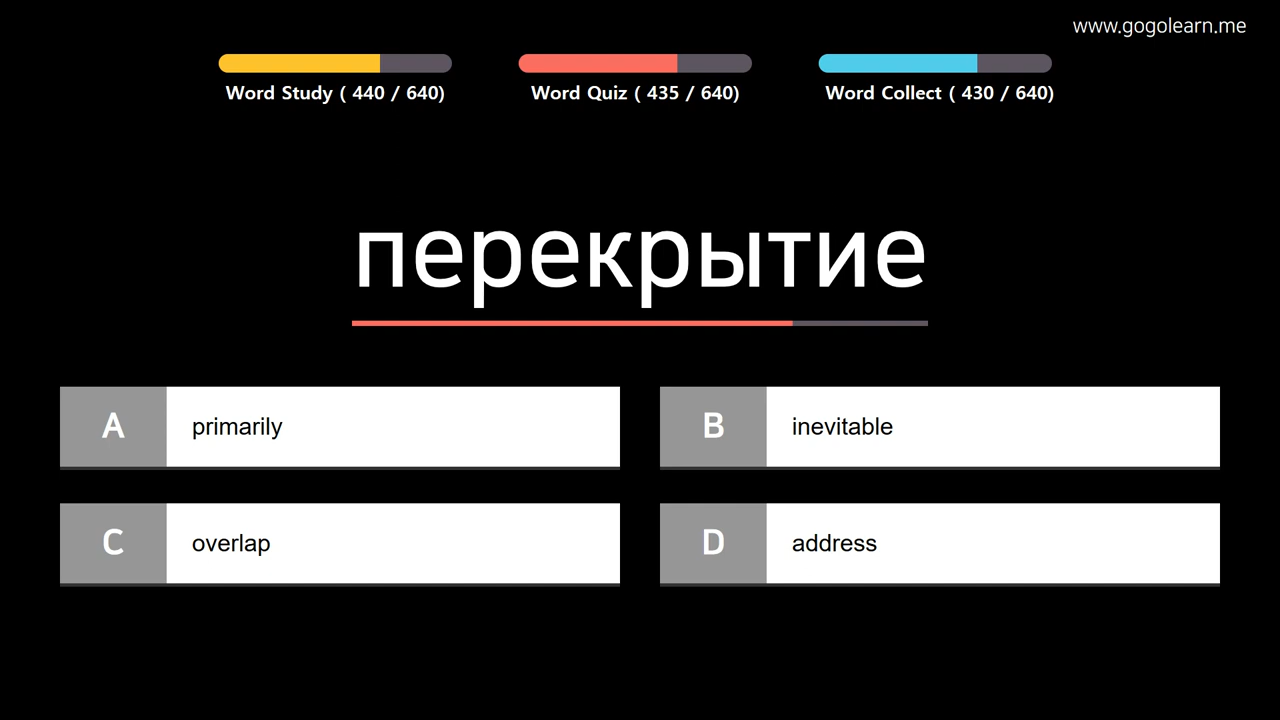 www.gogolearn.me
Word Study ( 440 / 640)
Word Quiz ( 435 / 640)
Word Collect ( 430 / 640)
перекрытие
A primarily
B inevitable
C overlap
D address